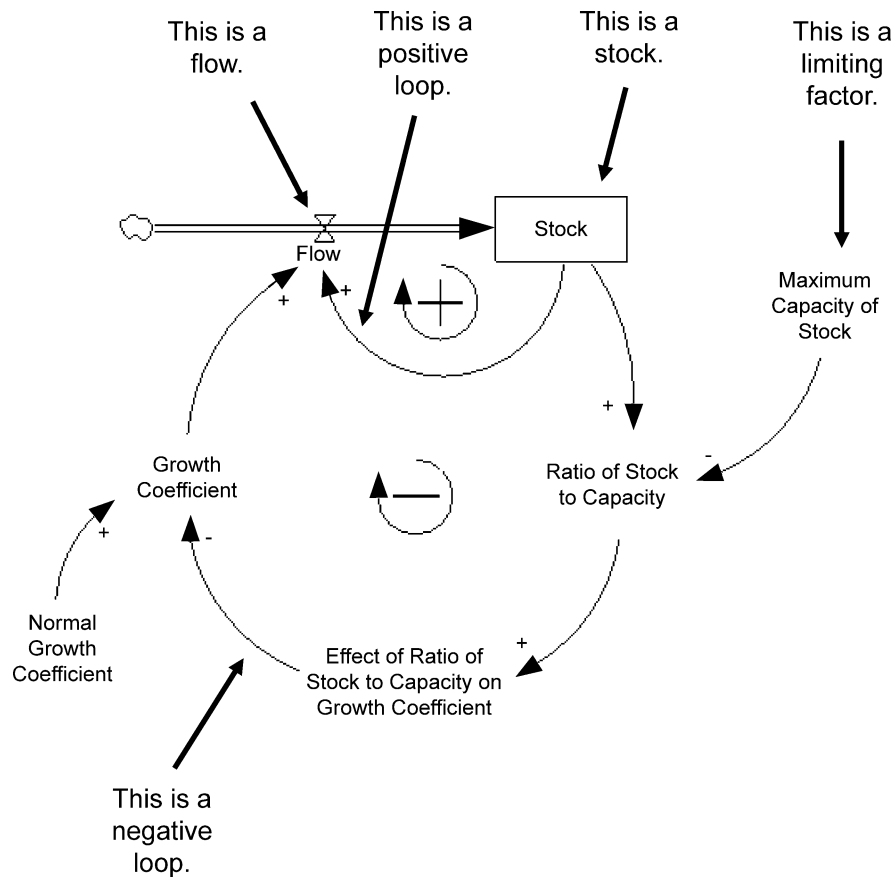 This is a
flow.
This is a
positive
loop.
This is a
stock.
This is a
limiting
factor.
Stock
Flow
+
+
+
Maximum
Capacity of
Stock
+
-
Growth
Coefficient
−
Ratio of Stock
to Capacity
+
-
Normal
Growth
Coefficient
+
Effect of Ratio of
Stock to Capacity on
Growth Coefficient
This is a
negative
loop.